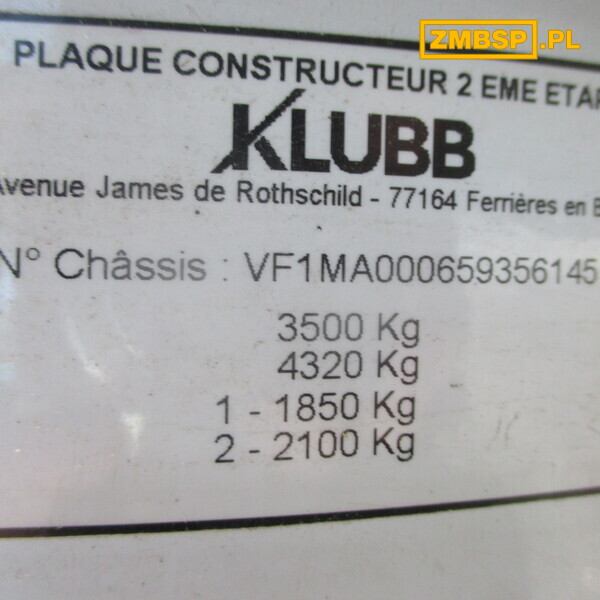 ZMBSP.PL
PLAQUE CONSTRUCTEUR 2 EME ETAP
KLUBB
Avenue James de Rothschild - 77164 Ferrières en B
N° Châssis : VF1MA000659356145
3500 Kg
4320 Kg
1 - 1850 Kg
2 - 2100 Kg